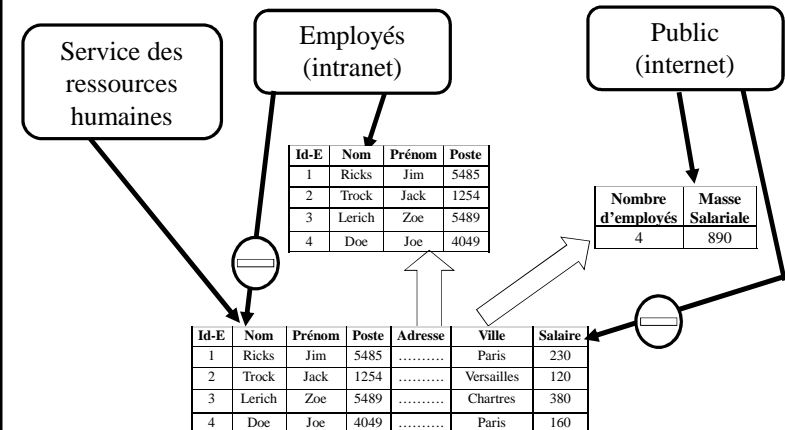 Service des
ressources
humaines
Employés
(intranet)
Public
(internet)
Id-E Nom Prénom Poste
1 Ricks Jim 5485
2 Trock Jack 1254
3 Lerich Zoe 5489
4 Doe Joe 4049
Nombre d'employés Masse Salariale
4 890
Id-E Nom Prénom Poste Adresse Ville Salaire
1 Ricks Jim 5485 .......... Paris 230
2 Trock Jack 1254 .......... Versailles 120
3 Lerich Zoe 5489 .......... Chartres 380
4 Doe Joe 4049 .......... Paris 160